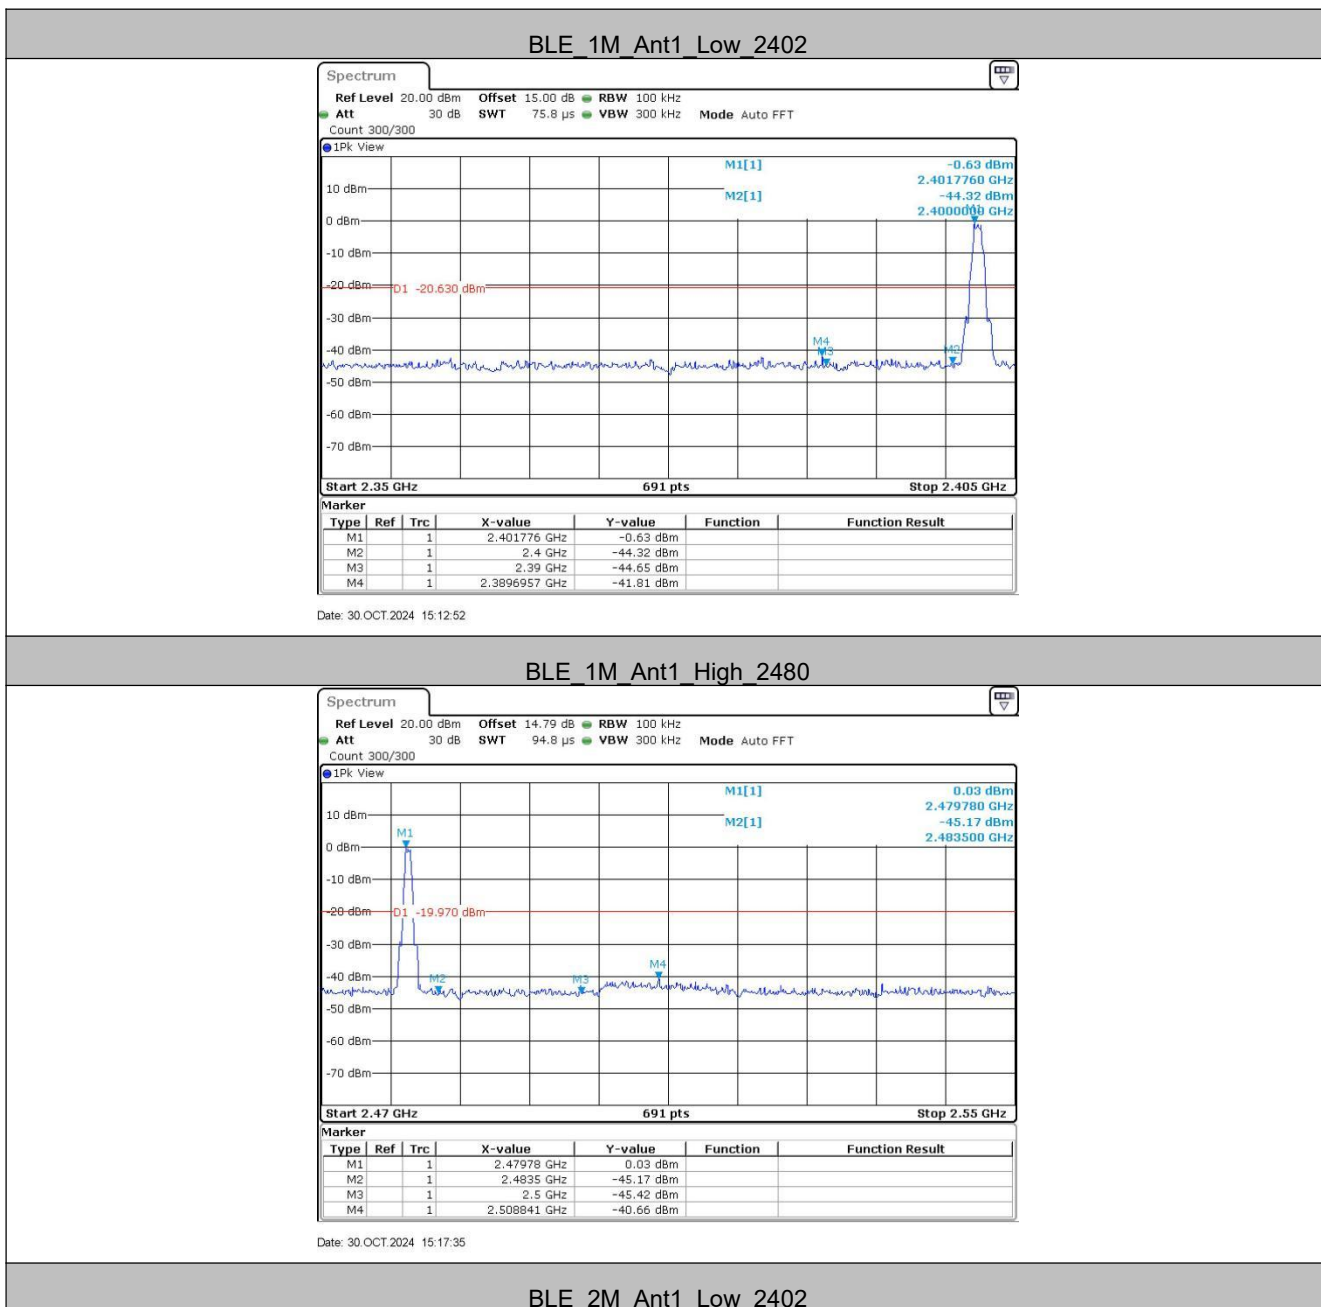 BLE_1M_Ant1_Low_2402
Spectrum
Ref Level 20.00 dBm Offset 15.00 dB RBW 100 kHz
Att 30 dB SWT 75.8 µs VBW 300 kHz Mode Auto FFT
Count 300/300
1Pk View
M1[1] -0.63 dBm
2.4017760 GHz
M2[1] -44.32 dBm
2.4000000 GHz
M1
10 dBm
0 dBm
-10 dBm
-20 dBm
D1 -20.630 dBm
-30 dBm
-40 dBm
M4
M3
M2
-50 dBm
-60 dBm
-70 dBm
Start 2.35 GHz 691 pts Stop 2.405 GHz
Marker
Type Ref Trc X-value Y-value Function Function Result
M1 1 2.401776 GHz -0.63 dBm
M2 1 2.4 GHz -44.32 dBm
M3 1 2.39 GHz -44.65 dBm
M4 1 2.3896957 GHz -41.81 dBm
Date: 30.OCT.2024 15:12:52
BLE_1M_Ant1_High_2480
Spectrum
Ref Level 20.00 dBm Offset 14.79 dB RBW 100 kHz
Att 30 dB SWT 94.8 µs VBW 300 kHz Mode Auto FFT
Count 300/300
1Pk View
M1[1] 0.03 dBm
2.479780 GHz
M2[1] -45.17 dBm
2.483500 GHz
10 dBm
M1
0 dBm
-10 dBm
-20 dBm
D1 -19.970 dBm
-30 dBm
-40 dBm
M2
M3
M4
-50 dBm
-60 dBm
-70 dBm
Start 2.47 GHz 691 pts Stop 2.55 GHz
Marker
Type Ref Trc X-value Y-value Function Function Result
M1 1 2.47978 GHz 0.03 dBm
M2 1 2.4835 GHz -45.17 dBm
M3 1 2.5 GHz -45.42 dBm
M4 1 2.508841 GHz -40.66 dBm
Date: 30.OCT.2024 15:17:35
BLE_2M_Ant1_Low_2402